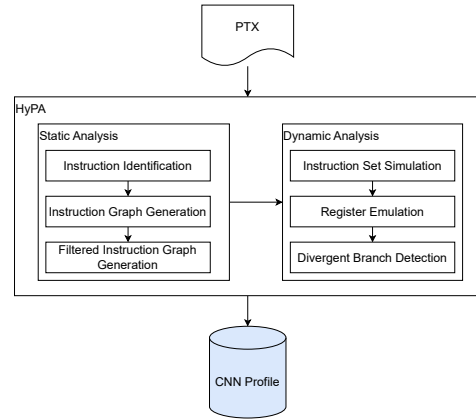 PTX
HyPA
Static Analysis
Instruction Identification
Instruction Graph Generation
Filtered Instruction Graph
Generation
Dynamic Analysis
Instruction Set Simulation
Register Emulation
Divergent Branch Detection
CNN Profile